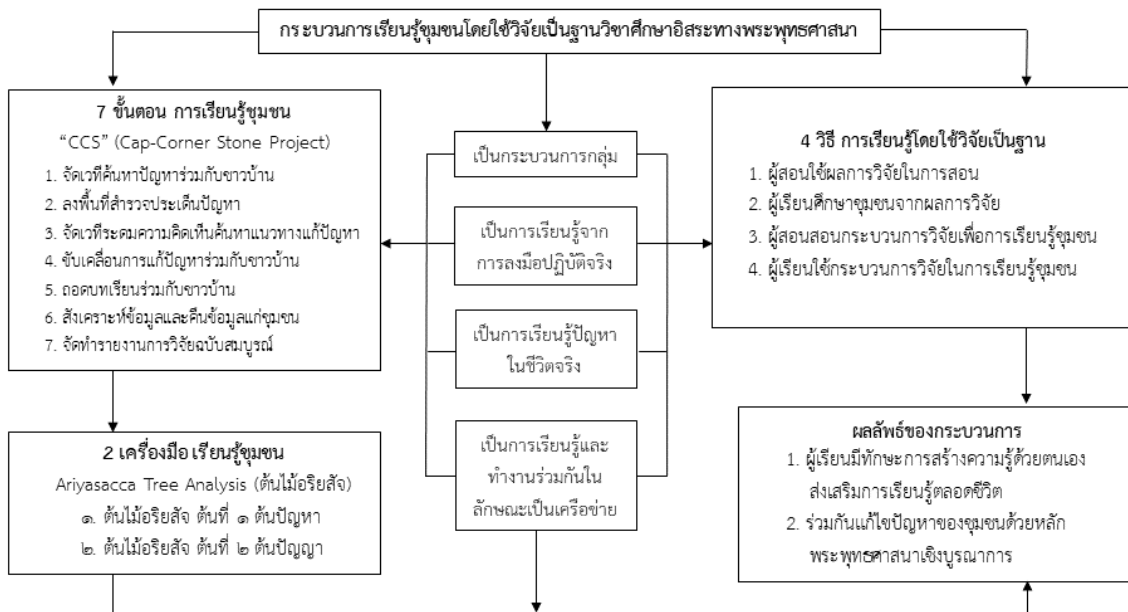 กระบวนการเรียนรู้ชุมชนโดยใช้วิจัยเป็นฐานวิชาศึกษาอิสระทางพระพุทธศาสนา
7 ขั้นตอน การเรียนรู้ชุมชน
“CCS” (Cap-Corner Stone Project)
1. จัดเวทีค้นหาปัญหาร่วมกับชาวบ้าน
2. ลงพื้นที่สำรวจประเด็นปัญหา
3. จัดเวทีระดมความคิดเห็นค้นหาแนวทางแก้ปัญหา
4. ขับเคลื่อนการแก้ปัญหาร่วมกับชาวบ้าน
5. ถอดบทเรียนร่วมกับชาวบ้าน
6. สังเคราะห์ข้อมูลและคืนข้อมูลแก่ชุมชน
7. จัดทำรายงานการวิจัยฉบับสมบูรณ์
2 เครื่องมือ เรียนรู้ชุมชน
Ariyasacca Tree Analysis (ต้นไม้อริยสัจ)
๑. ต้นไม้อริยสัจ ต้นที่ ๑ ต้นปัญหา
๒. ต้นไม้อริยสัจ ต้นที่ ๒ ต้นปัญญา
เป็นกระบวนการกลุ่ม
เป็นการเรียนรู้จาก
การลงมือปฏิบัติจริง
เป็นการเรียนรู้ปัญหา
ในชีวิตจริง
เป็นการเรียนรู้และ
ทำงานร่วมกันใน
ลักษณะเป็นเครือข่าย
4 วิธี การเรียนรู้โดยใช้วิจัยเป็นฐาน
1. ผู้สอนใช้ผลการวิจัยในการสอน
2. ผู้เรียนศึกษาชุมชนจากผลการวิจัย
3. ผู้สอนสอนกระบวนการวิจัยเพื่อการเรียนรู้ชุมชน
4. ผู้เรียนใช้กระบวนการวิจัยในการเรียนรู้ชุมชน
ผลลัพธ์ของกระบวนการ
1. ผู้เรียนมีทักษะการสร้างความรู้ด้วยตนเอง
ส่งเสริมการเรียนรู้ตลอดชีวิต
2. ร่วมกันแก้ไขปัญหาของชุมชนด้วยหลัก
พระพุทธศาสนาเชิงบูรณาการ